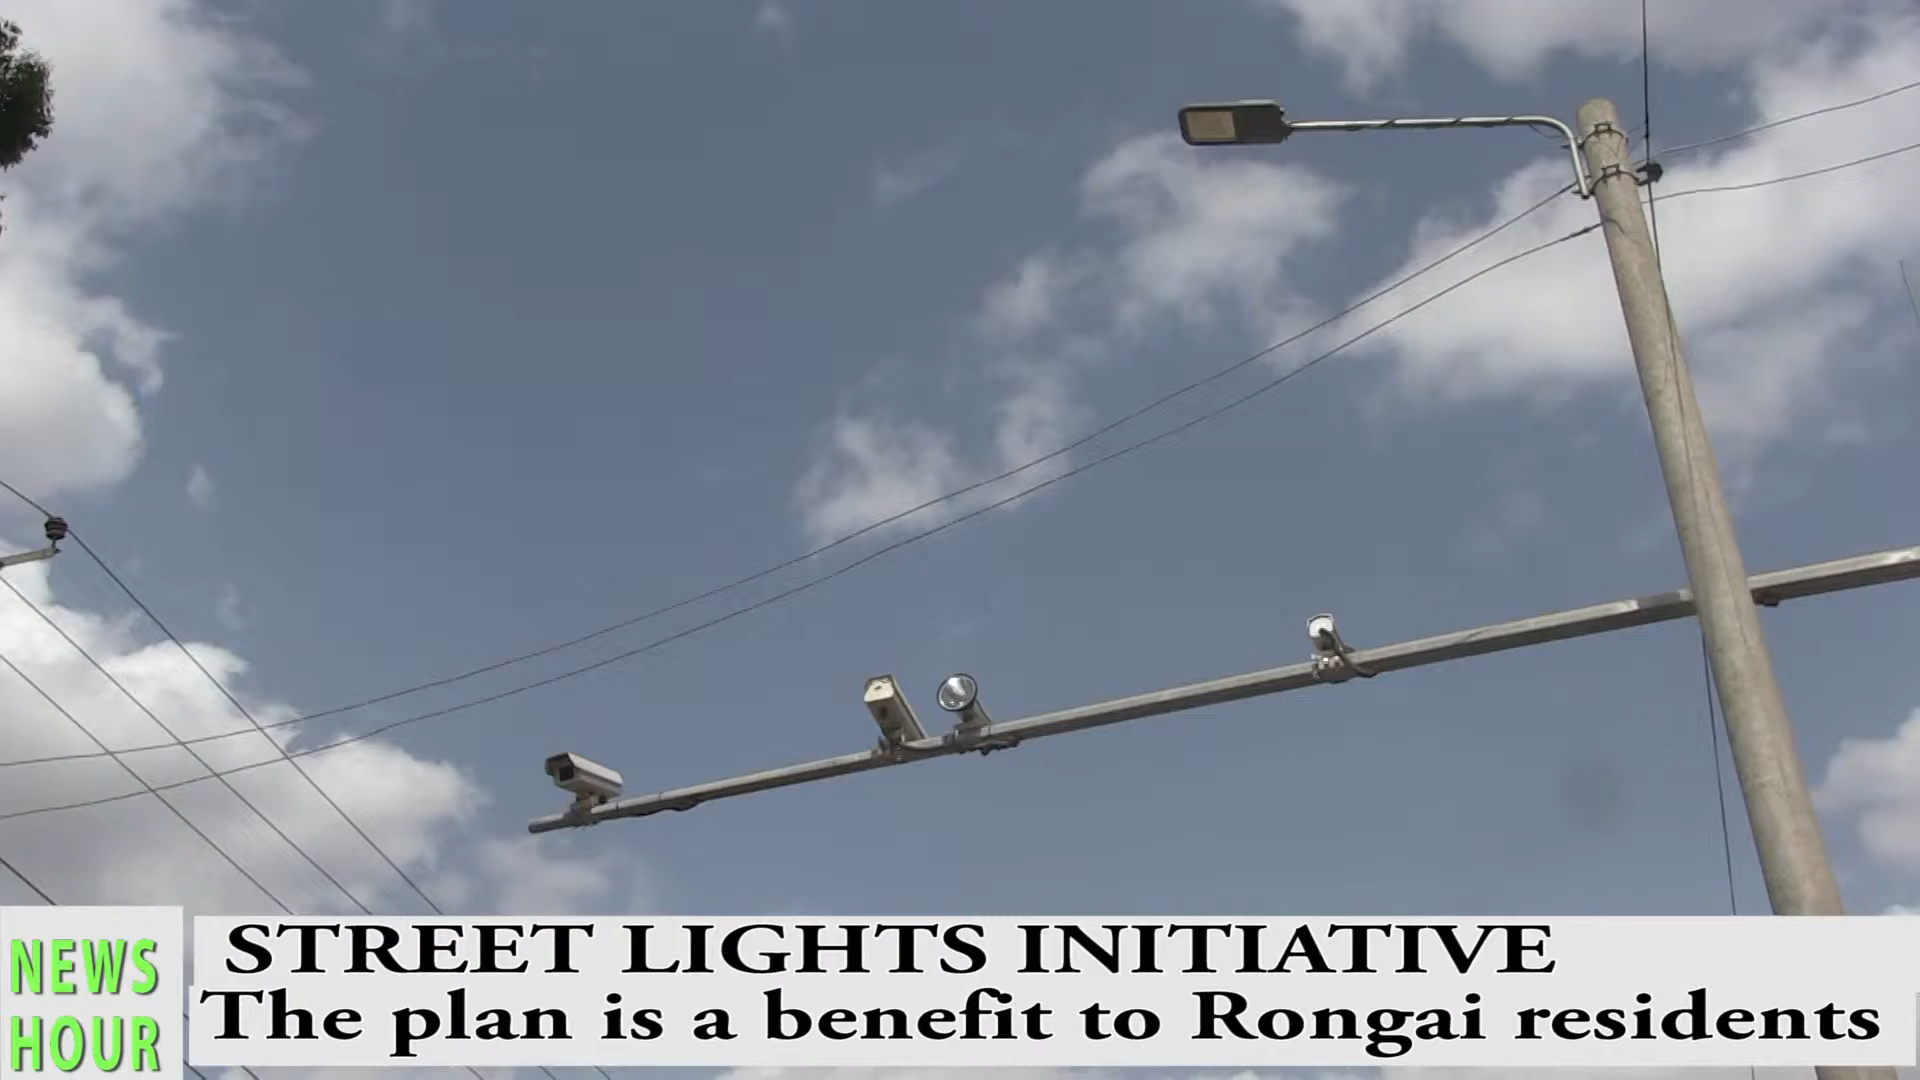 STREET LIGHTS INITIATIVE
The plan is a benefit to Rongai residents
NEWS
HOUR